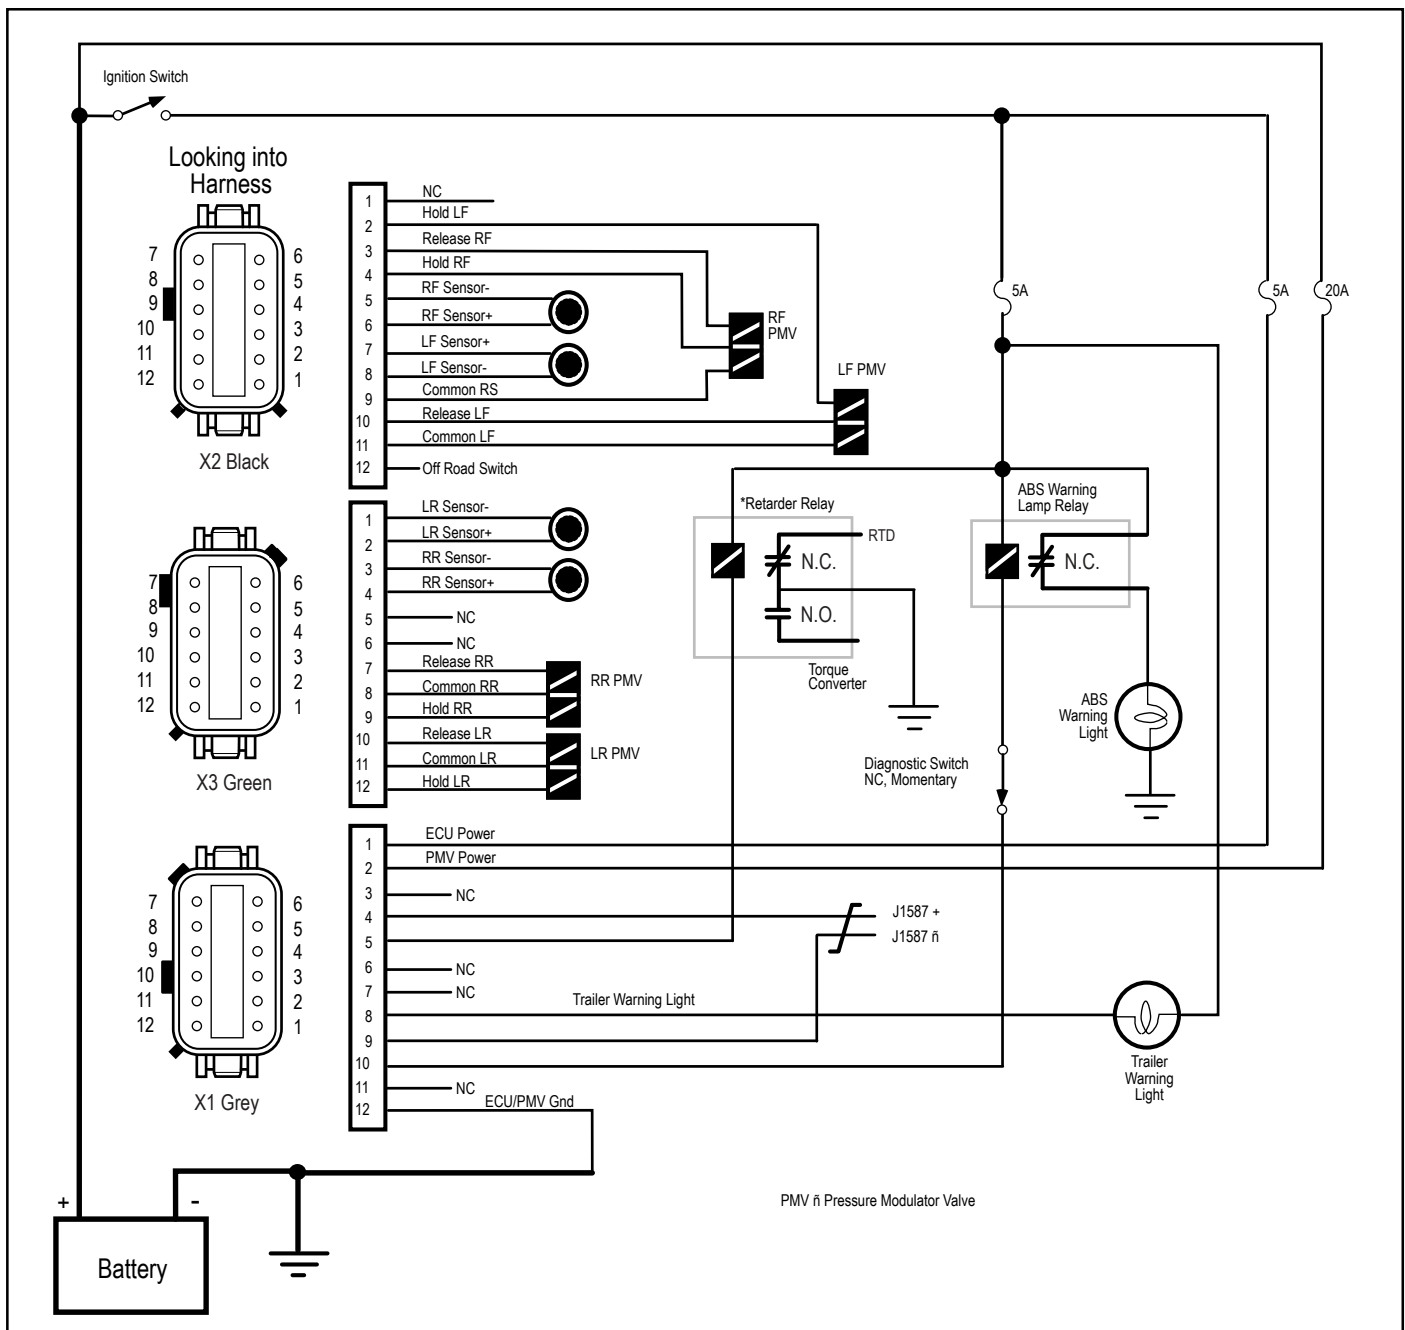 Ignition Switch
Looking into
Harness
7
8
9
10
11
12
6
5
4
3
2
1
X2 Black
1
2
3
4
5
6
7
8
9
10
11
12
NC
Hold LF
Release RF
Hold RF
RF Sensor-
RF Sensor+
LF Sensor+
LF Sensor-
Common RS
Release LF
Common LF
Off Road Switch
RF
PMV
LF PMV
5A
5A
20A
7
8
9
10
11
12
6
5
4
3
2
1
X3 Green
1
2
3
4
5
6
7
8
9
10
11
12
LR Sensor-
LR Sensor+
RR Sensor-
RR Sensor+
NC
NC
Release RR
Common RR
Hold RR
Release LR
Common LR
Hold LR
RR PMV
LR PMV
*Retarder Relay
RTD
N.C.
N.O.
Torque
Converter
ABS Warning
Lamp Relay
N.C.
ABS
Warning
Light
Diagnostic Switch
NC, Momentary
7
8
9
10
11
12
6
5
4
3
2
1
X1 Grey
1
2
3
4
5
6
7
8
9
10
11
12
ECU Power
PMV Power
NC
J1587 +
J1587 ñ
NC
NC
Trailer Warning Light
NC
ECU/PMV Gnd
Trailer
Warning
Light
+
-
Battery
PMV ñ Pressure Modulator Valve